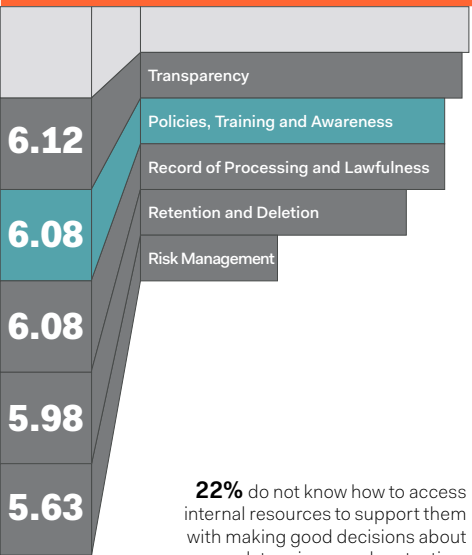 Transparency
6.12
Policies, Training and Awareness
6.08
Record of Processing and Lawfulness
6.08
Retention and Deletion
5.98
Risk Management
5.63
22% do not know how to access
internal resources to support them
with making good decisions about